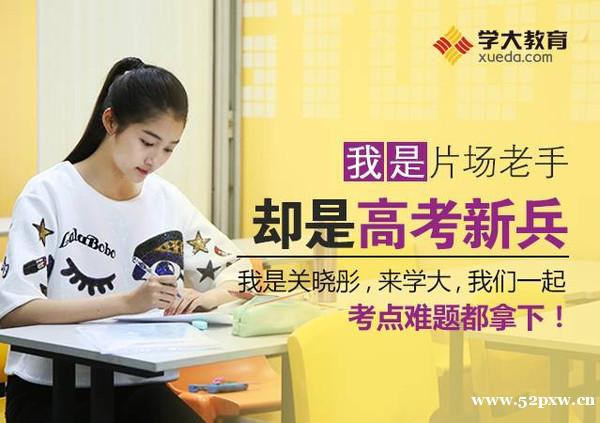 学大教育
xueda.com
我是片场老手
却是高考新兵
我是关晓彤，来学大，我们一起
考点难题都拿下！
LuluBobo
www.52pxw.cn